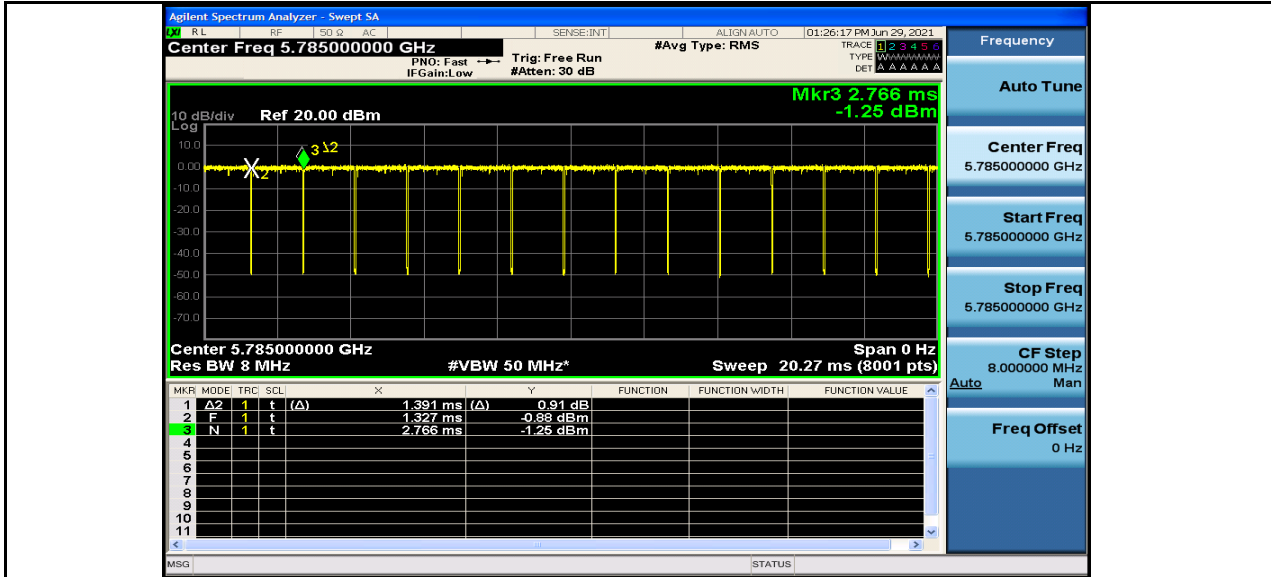 Agilent Spectrum Analyzer - Swept SA
LXI RL RF 50 Ω AC SENSE:INT ALIGN AUTO 01:26:17 PM Jun 29, 2021
Center Freq 5.785000000 GHz #Avg Type: RMS TRACE 1 2 3 4 5 6
PNO: Fast Trig: Free Run TYPE WWWWWW
IFGain:Low #Atten: 30 dB DET A A A A A A
Mkr3 2.766 ms
-1.25 dBm
10 dB/div Ref 20.00 dBm
Log
10.0
0.00
-10.0
-20.0
-30.0
-40.0
-50.0
-60.0
-70.0
1 X2 3 Δ2
Center 5.785000000 GHz Span 0 Hz
Res BW 8 MHz #VBW 50 MHz* Sweep 20.27 ms (8001 pts)
MKR MODE TRC SCL X Y FUNCTION FUNCTION WIDTH FUNCTION VALUE
1 Δ2 1 t (Δ) 1.391 ms (Δ) 0.91 dB
2 F 1 t 1.327 ms -0.88 dBm
3 N 1 t 2.766 ms -1.25 dBm
4
5
6
7
8
9
10
11
MSG STATUS
Frequency
Auto Tune
Center Freq
5.785000000 GHz
Start Freq
5.785000000 GHz
Stop Freq
5.785000000 GHz
CF Step
8.000000 MHz
Auto Man
Freq Offset
0 Hz